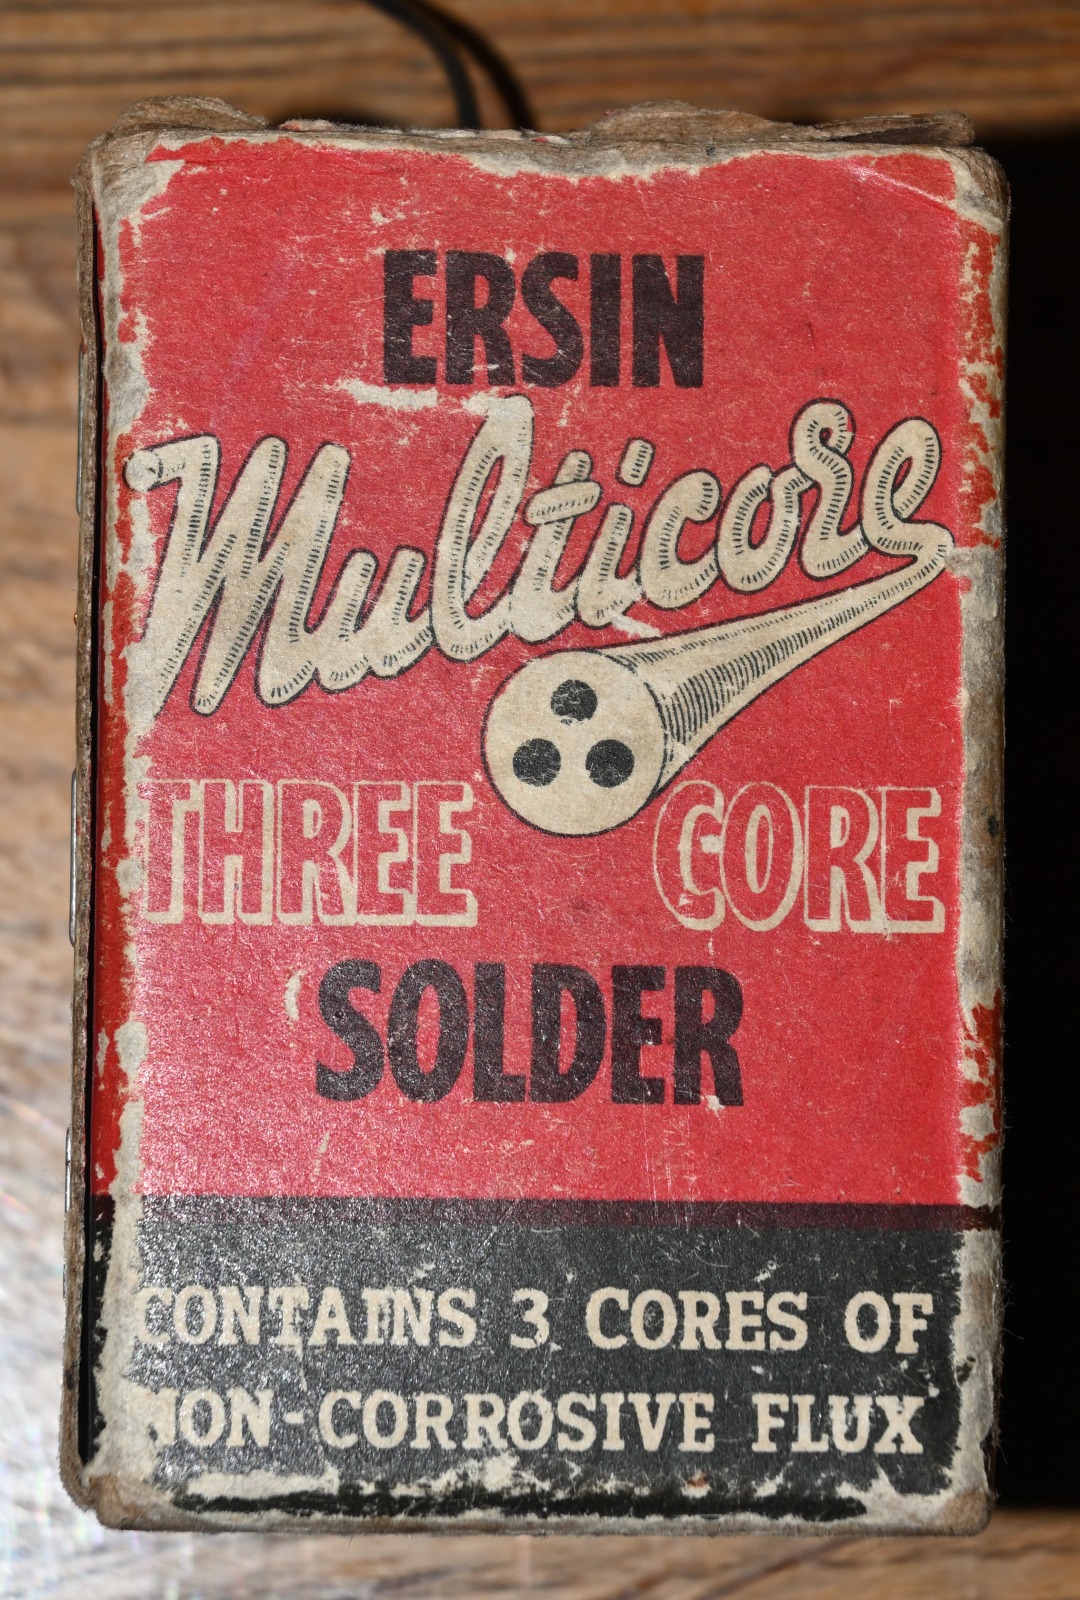 ERSIN
Multicore
THREE CORE
SOLDER
CONTAINS 3 CORES OF
NON-CORROSIVE FLUX